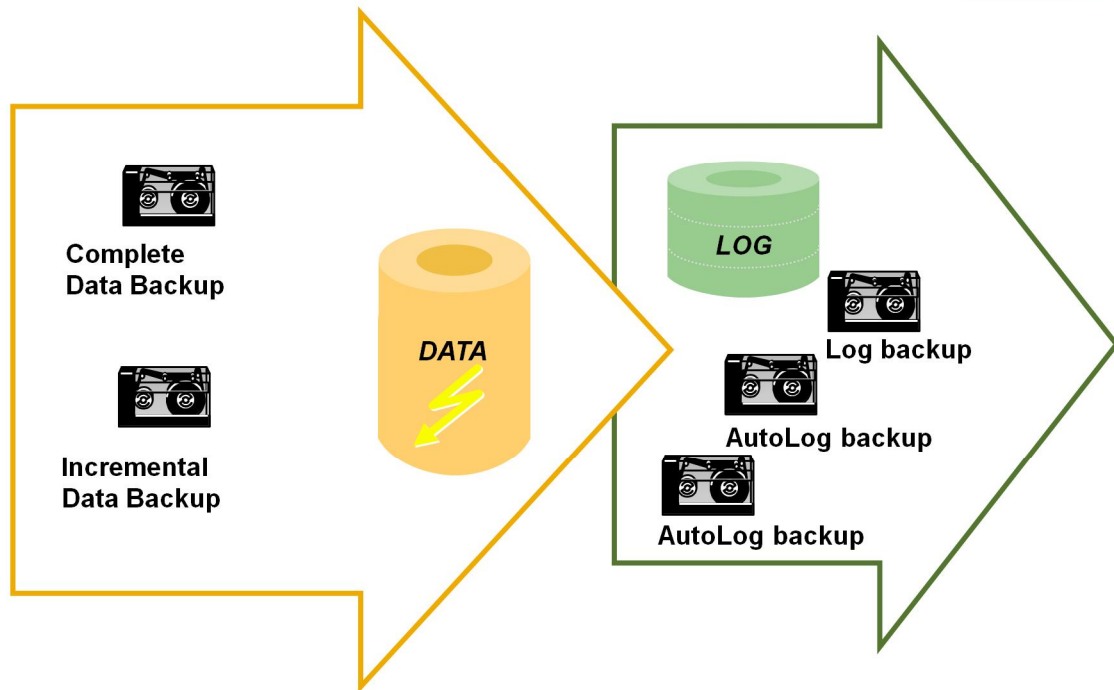 Complete
Data Backup
Incremental
Data Backup
DATA
LOG
Log backup
AutoLog backup
AutoLog backup